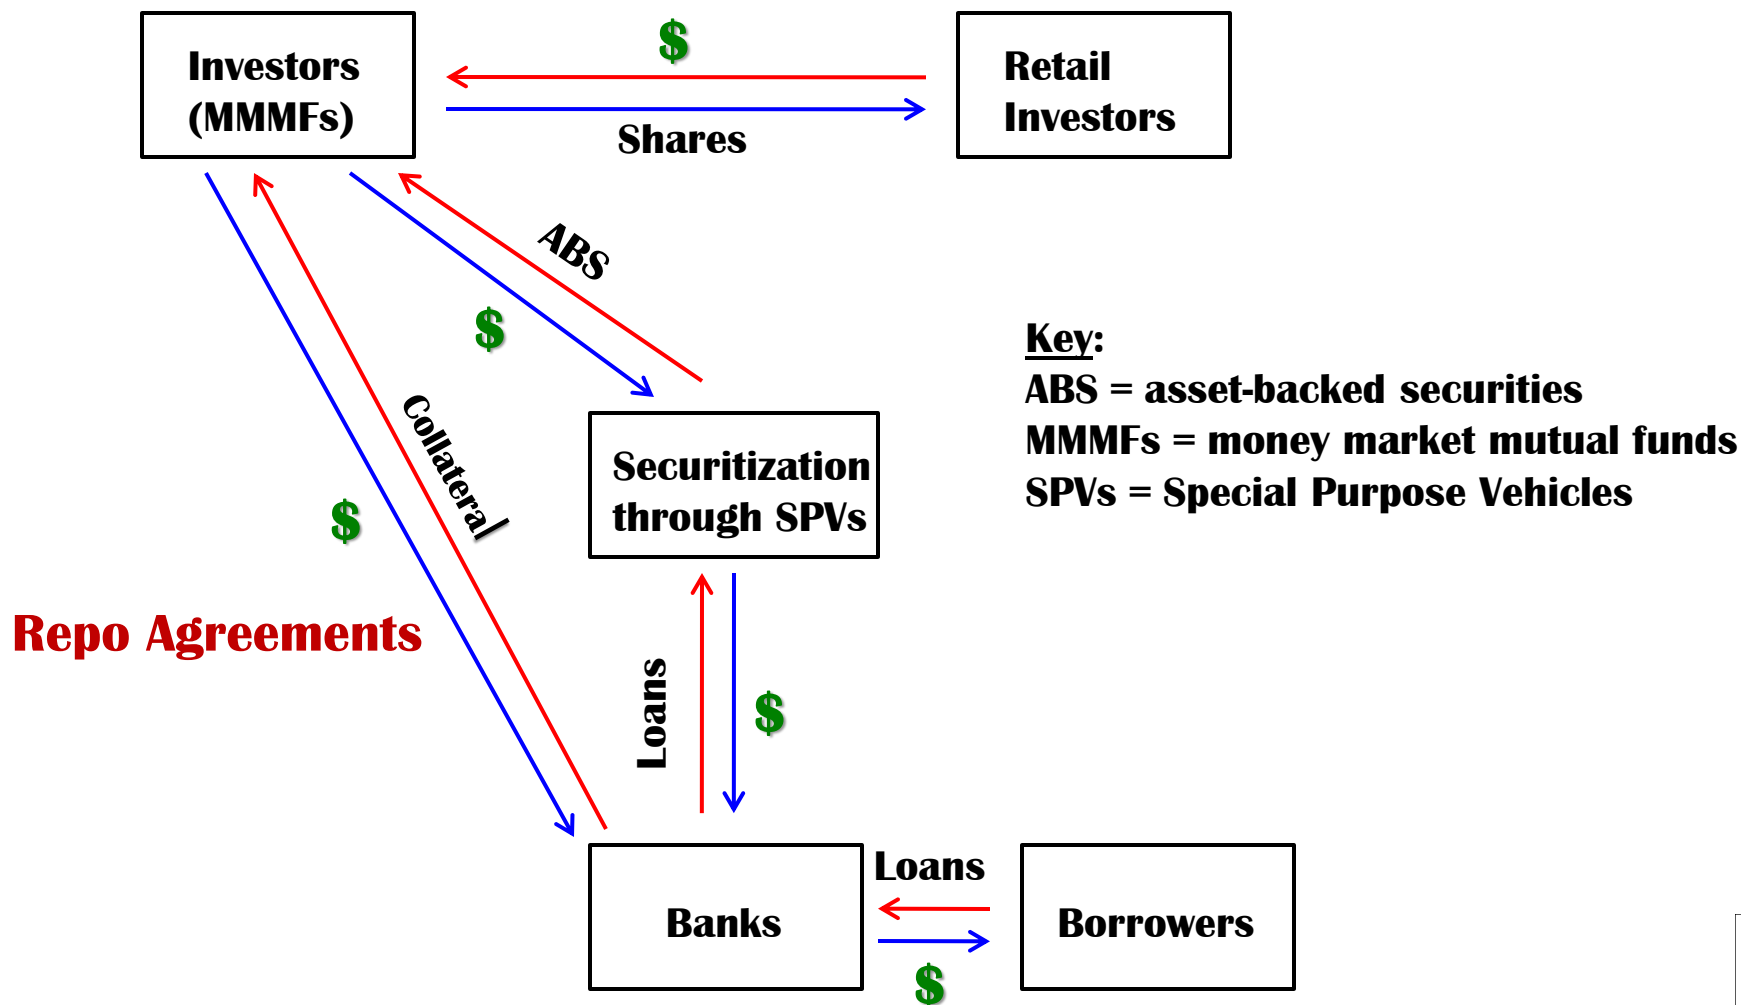 $
Investors
(MMMFs)
Retail
Investors
Shares
ABS
$
Key:
ABS = asset-backed securities
MMMFs = money market mutual funds
SPVs = Special Purpose Vehicles
Collateral
$
Securitization
through SPVs
Repo Agreements
Loans
$
Loans
Banks
Borrowers
$